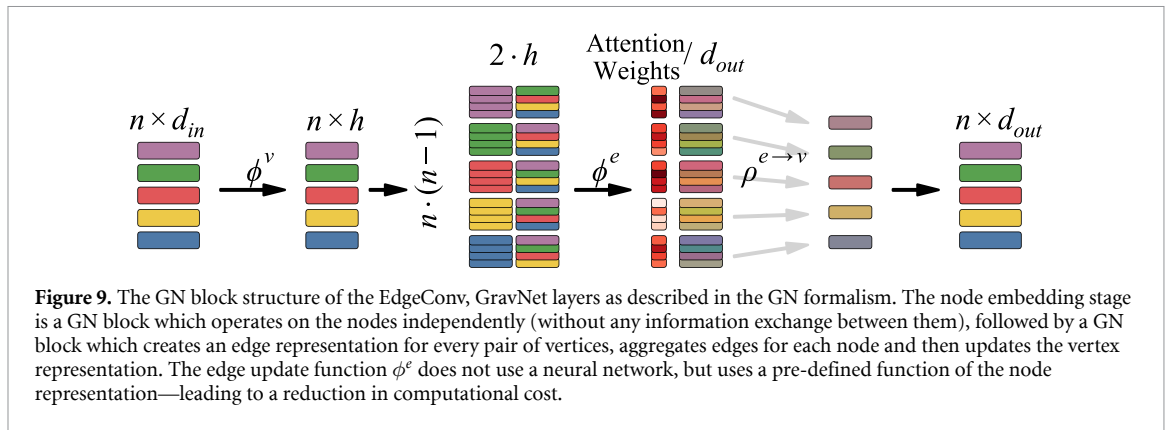 2 · h
Attention
Weights / d_out
n × d_in
n × h
n · (n − 1)
n × d_out
ϕ^v
ϕ^e
ρ^{e→v}
Figure 9. The GN block structure of the EdgeConv, GravNet layers as described in the GN formalism. The node embedding stage
is a GN block which operates on the nodes independently (without any information exchange between them), followed by a GN
block which creates an edge representation for every pair of vertices, aggregates edges for each node and then updates the vertex
representation. The edge update function ϕ^e does not use a neural network, but uses a pre-defined function of the node
representation—leading to a reduction in computational cost.